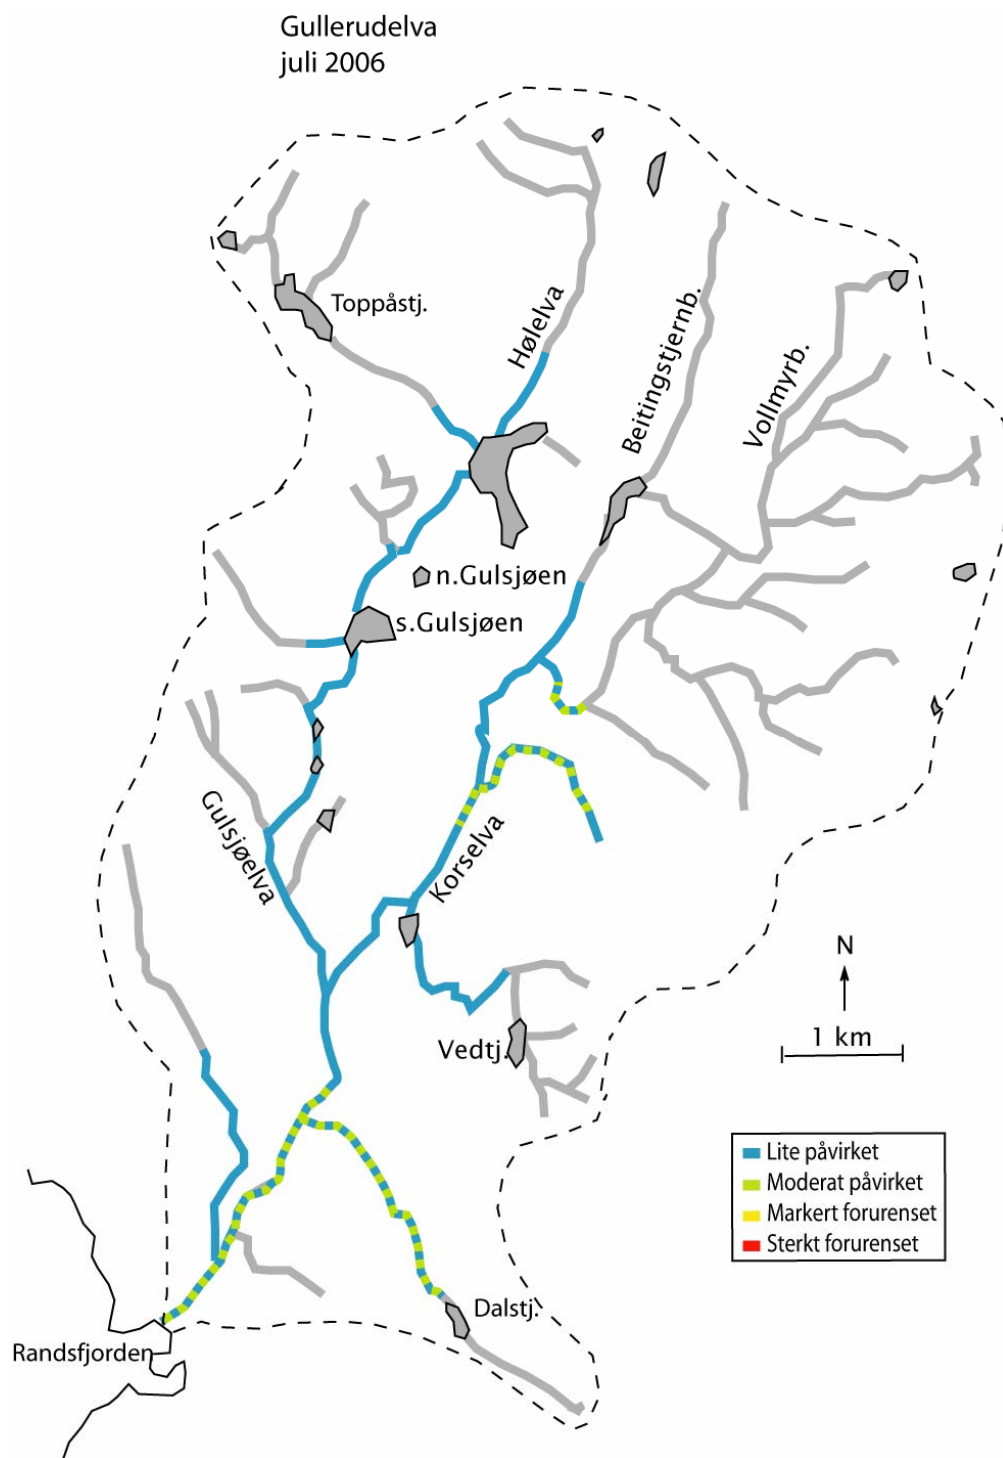 Gullerudelva
juli 2006
Toppåstj.
Hølelva
Beitingstjernb.
Vollmyrb.
n.Gulsjøen
s.Gulsjøen
Gulsjøelva
Korselva
N
1 km
Vedtj.
Lite påvirket
Moderat påvirket
Markert forurenset
Sterkt forurenset
Dalstj.
Randsfjorden